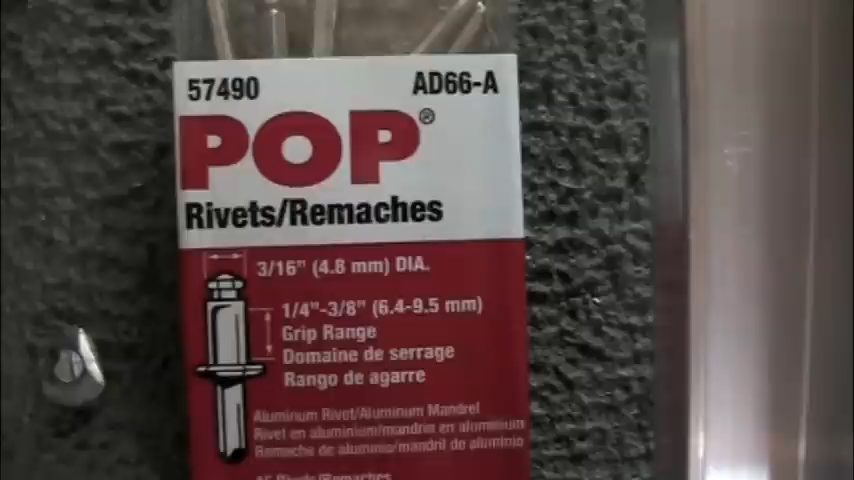 57490 AD66-A
POP®
Rivets/Remaches
3/16" (4.8 mm) DIA.
1/4"-3/8" (6.4-9.5 mm)
Grip Range
Domaine de serrage
Rango de agarre
Aluminum Rivet/Aluminum Mandrel
Rivet en aluminium/mandrin en aluminium
Remache de aluminio/mandril de aluminio
Rivets/Remaches